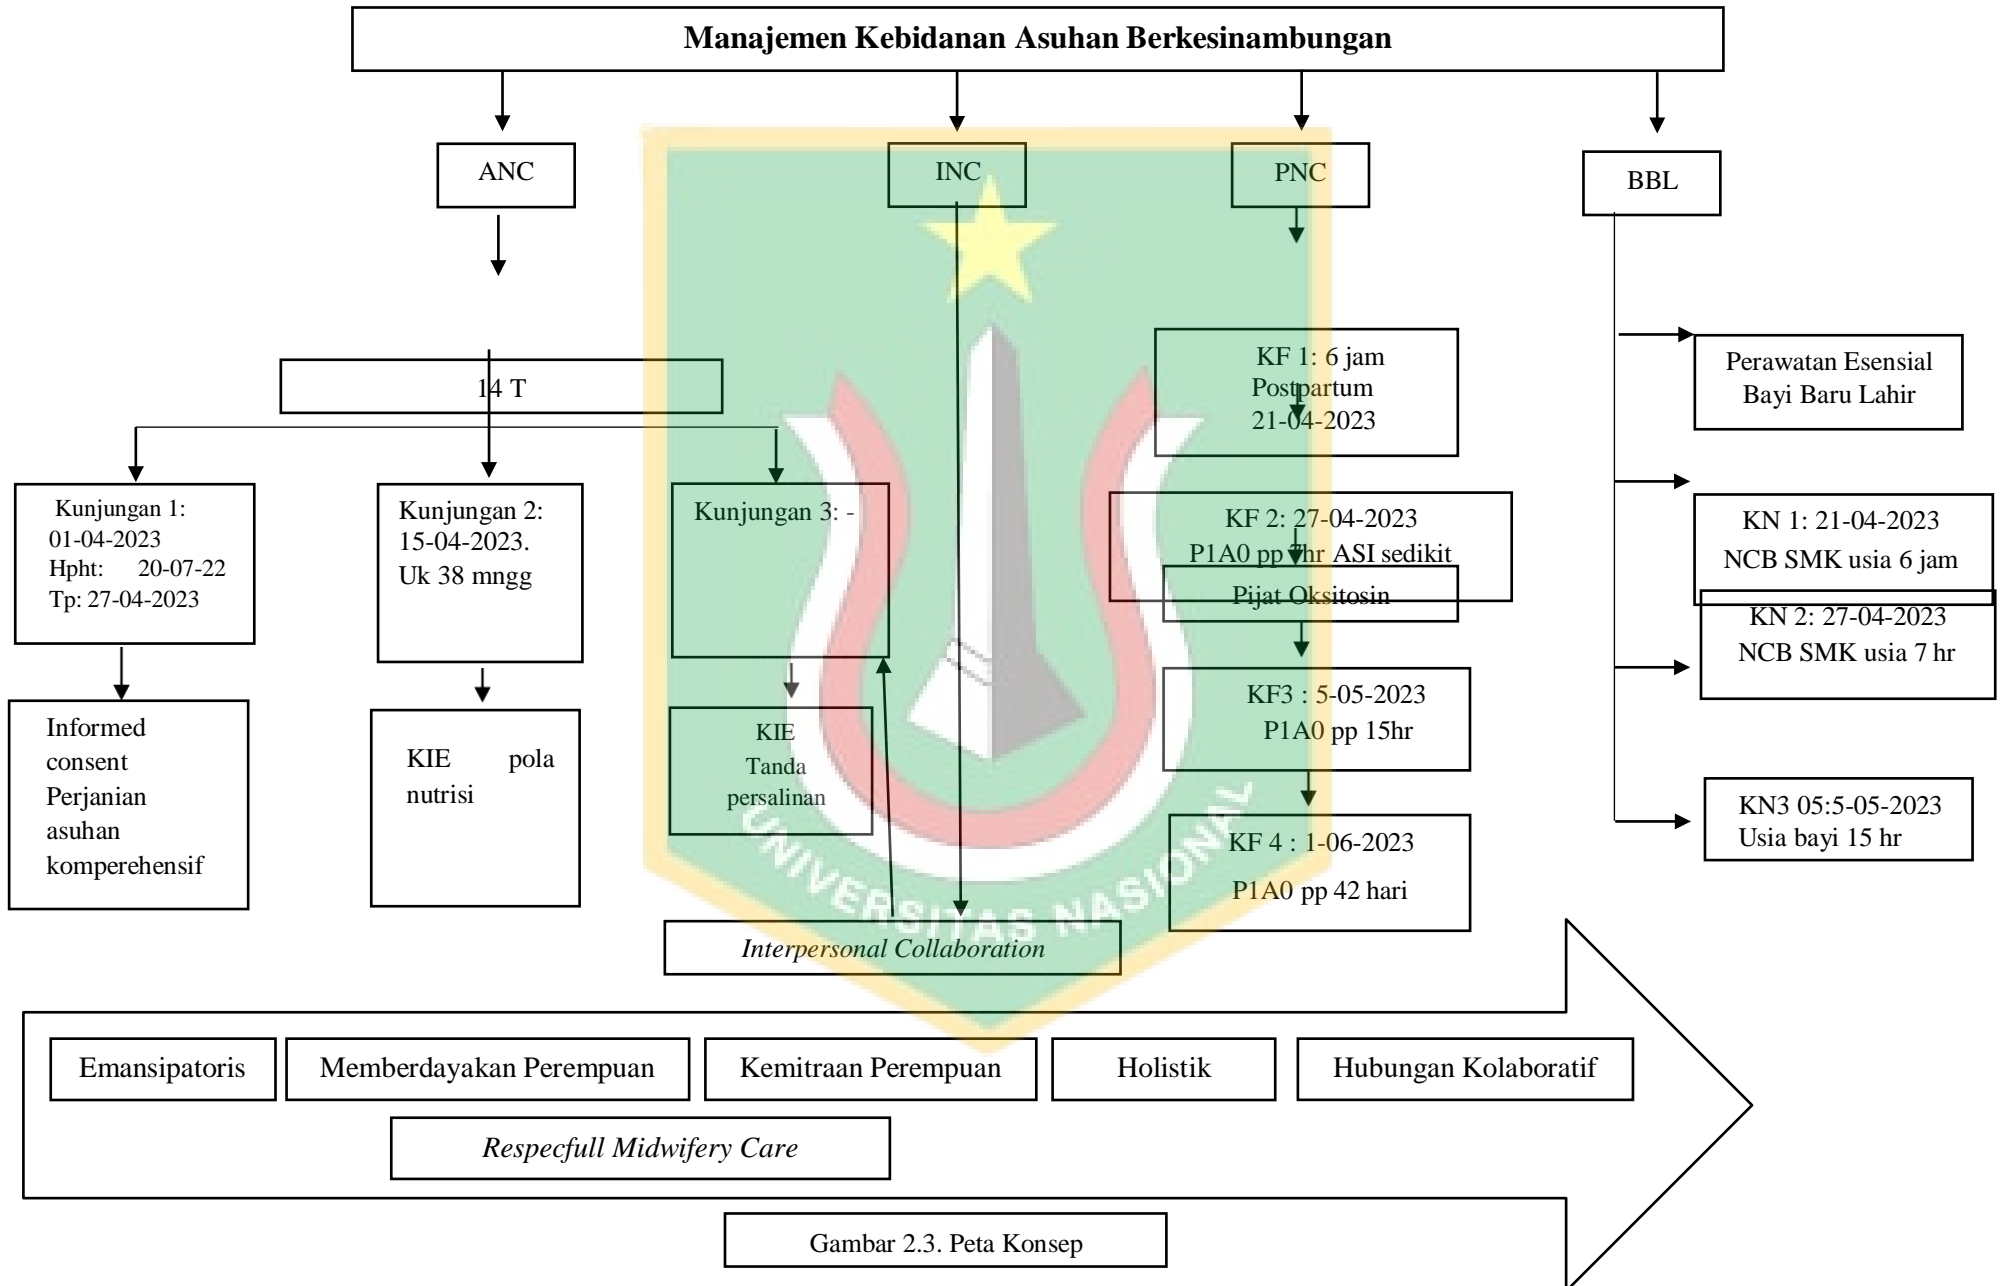 Manajemen Kebidanan Asuhan Berkesinambungan
ANC
INC
PNC
BBL
14 T
Kunjungan 1:
01-04-2023
Hpht: 20-07-22
Tp: 27-04-2023
Informed
consent
Perjanian
asuhan
komperehensif
Kunjungan 2:
15-04-2023.
Uk 38 mngg
KIE pola
nutrisi
Kunjungan 3: -
KIE
Tanda
persalinan
Interpersonal Collaboration
KF 1: 6 jam
Postpartum
21-04-2023
KF 2: 27-04-2023
P1A0 pp 7hr ASI sedikit
Pijat Oksitosin
KF3 : 5-05-2023
P1A0 pp 15hr
KF 4 : 1-06-2023
P1A0 pp 42 hari
Perawatan Esensial
Bayi Baru Lahir
KN 1: 21-04-2023
NCB SMK usia 6 jam
KN 2: 27-04-2023
NCB SMK usia 7 hr
KN3 05:5-05-2023
Usia bayi 15 hr
UNIVERSITAS NASIONAL
Emansipatoris
Memberdayakan Perempuan
Kemitraan Perempuan
Holistik
Hubungan Kolaboratif
Respecfull Midwifery Care
Gambar 2.3. Peta Konsep